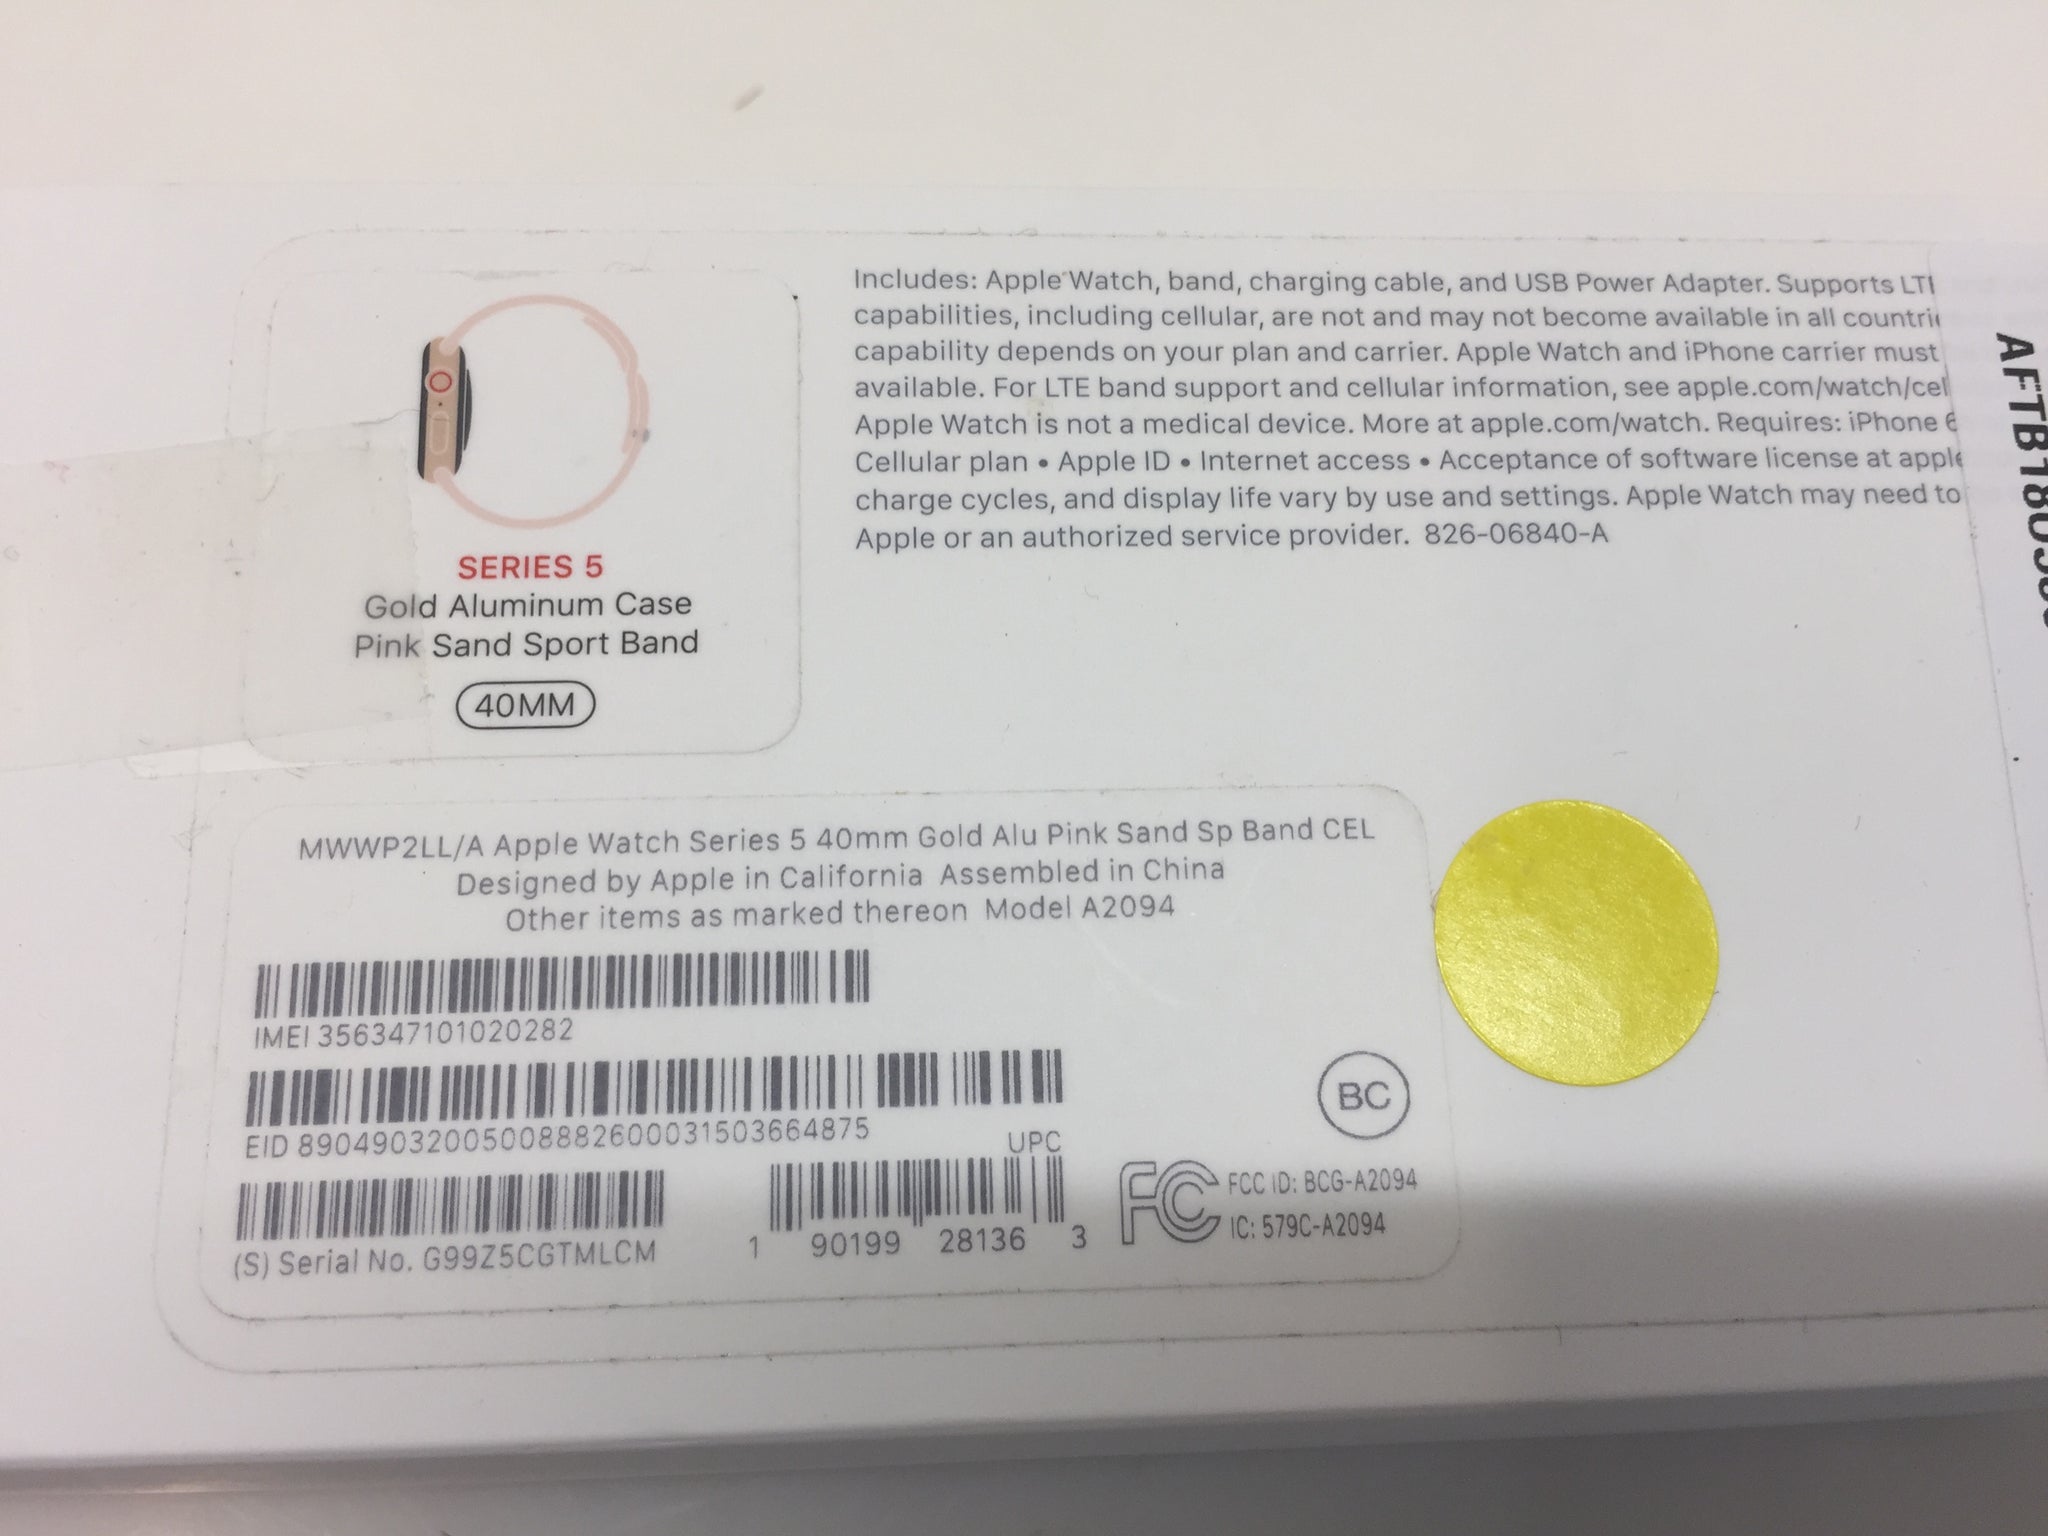 Includes: Apple Watch, band, charging cable, and USB Power Adapter. Supports
capabilities, including cellular, are not and may not become available in all
capability depends on your plan and carrier. Apple Watch and iPhone carrier must
available. For LTE band support and cellular information, see apple.com/watch/cel
Apple Watch is not a medical device. More at apple.com/watch. Requires: iPhone
Cellular plan • Apple ID • Internet access • Acceptance of software license at
charge cycles, and display life vary by use and settings. Apple Watch may need to
Apple or an authorized service provider. 826-06840-A
SERIES 5
Gold Aluminum Case
Pink Sand Sport Band
40MM
MWWP2LL/A Apple Watch Series 5 40mm Gold Alu Pink Sand Sp Band CEL
Designed by Apple in California Assembled in China
Other items as marked thereon Model A2094
IMEI 356347101020282
EID 89049032005008882600031503664875
UPC
(S) Serial No. G99Z5CGTMLCM
1 90199 28136 3
BC
FC
FCC ID: BCG-A2094
IC: 579C-A2094